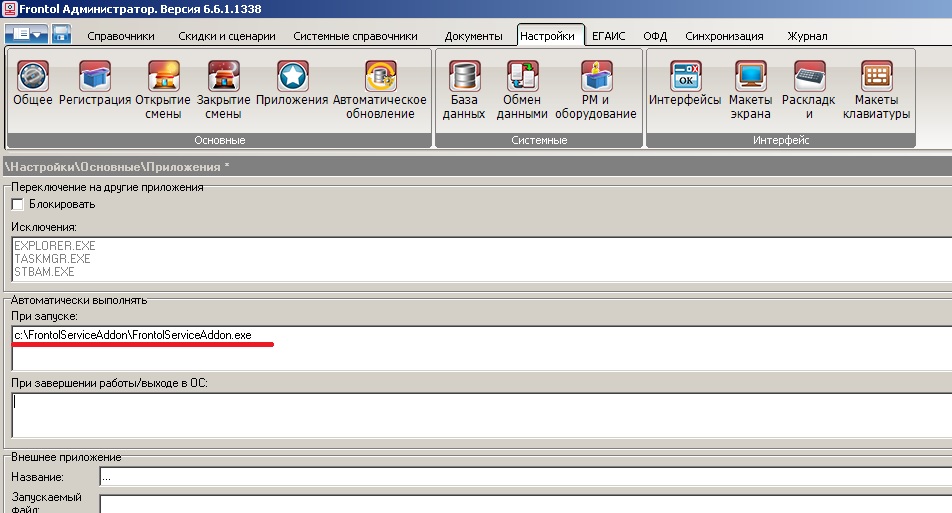 Frontol Администратор. Версия 6.6.1.1338
Справочники Скидки и сценарии Системные справочники Документы Настройки ЕГАИС ОФД Синхронизация Журнал
Общее Регистрация Открытие смены Закрытие смены Приложения Автоматическое обновление База данных Обмен данными РМ и оборудование Интерфейсы Макеты экрана Раскладк и Макеты клавиатуры
Основные Системные Интерфейс
\Настройки\Основные\Приложения *
Переключение на другие приложения
Блокировать
Исключения:
EXPLORER.EXE
TASKMGR.EXE
STBAM.EXE
Автоматически выполнять
При запуске:
c:\FrontolServiceAddon\FrontolServiceAddon.exe
При завершении работы/выходе в ОС:
Внешнее приложение
Название: ...
Запускаемый
файл: